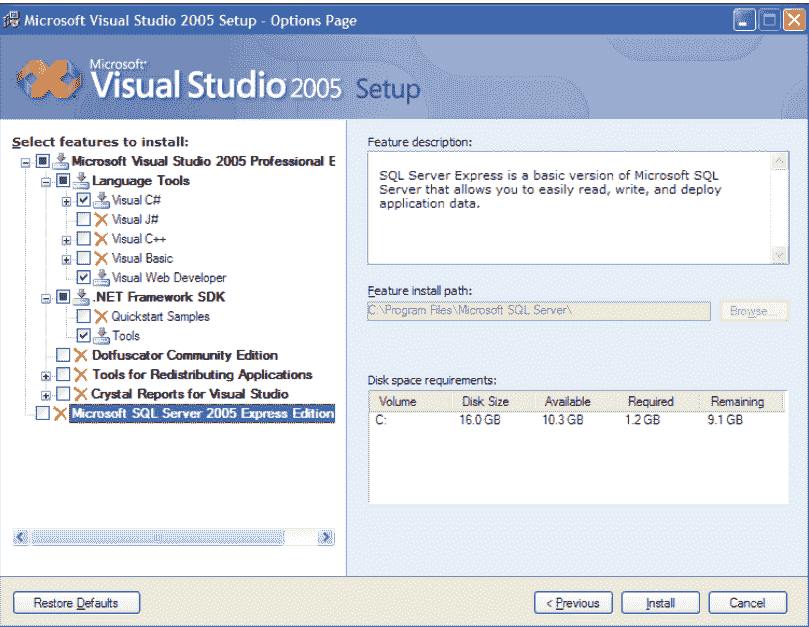 Microsoft Visual Studio 2005 Setup - Options Page
Microsoft
Visual Studio 2005 Setup
Select features to install:
Microsoft Visual Studio 2005 Professional E
Language Tools
Visual C#
Visual J#
Visual C++
Visual Basic
Visual Web Developer
.NET Framework SDK
Quickstart Samples
Tools
Dotfuscator Community Edition
Tools for Redistributing Applications
Crystal Reports for Visual Studio
Microsoft SQL Server 2005 Express Edition
Feature description:
SQL Server Express is a basic version of Microsoft SQL
Server that allows you to easily read, write, and deploy
application data.
Feature install path:
C:\Program Files\Microsoft SQL Server\
Browse...
Disk space requirements:
Volume Disk Size Available Required Remaining
C: 16.0 GB 10.3 GB 1.2 GB 9.1 GB
Restore Defaults
< Previous
Install
Cancel